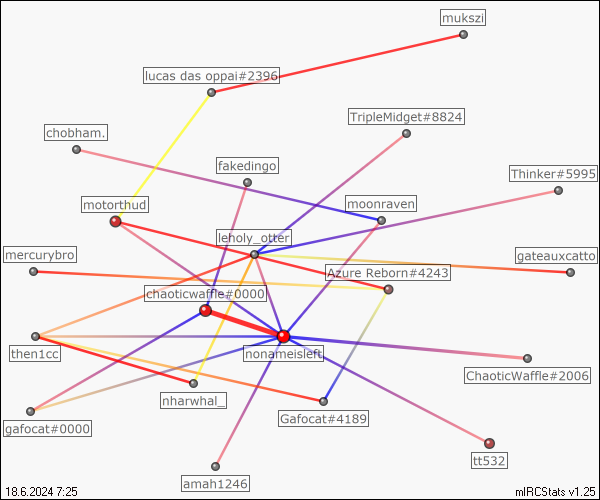 mukszi
lucas das oppai#2396
TripleMidget#8824
chobham.
fakedingo
Thinker#5995
motorthud
moonraven
leholy_otter
mercurybro
gateauxcatto
Azure Reborn#4243
chaoticwaffle#0000
then1cc
nonameisleft
ChaoticWaffle#2006
nharwhal_
Gafocat#4189
gafocat#0000
tt532
amah1246
18.6.2024 7:25
mIRCStats v1.25